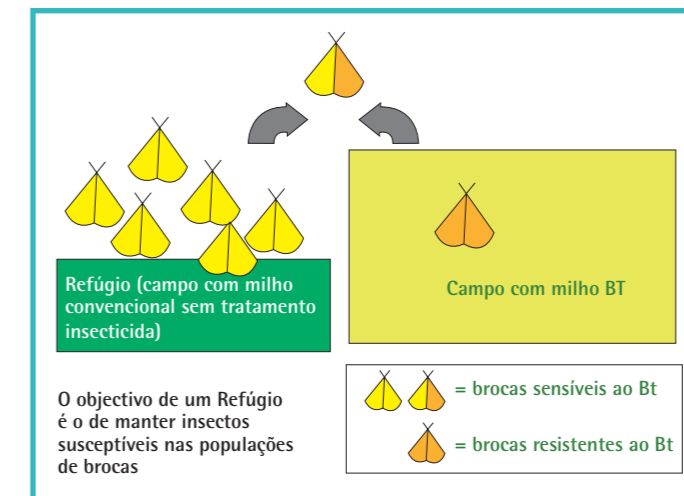 Refúgio (campo com milho
convencional sem tratamento
insecticida)
Campo com milho BT
O objectivo de um Refúgio
é o de manter insectos
susceptíveis nas populações
de brocas
= brocas sensíveis ao Bt
= brocas resistentes ao Bt